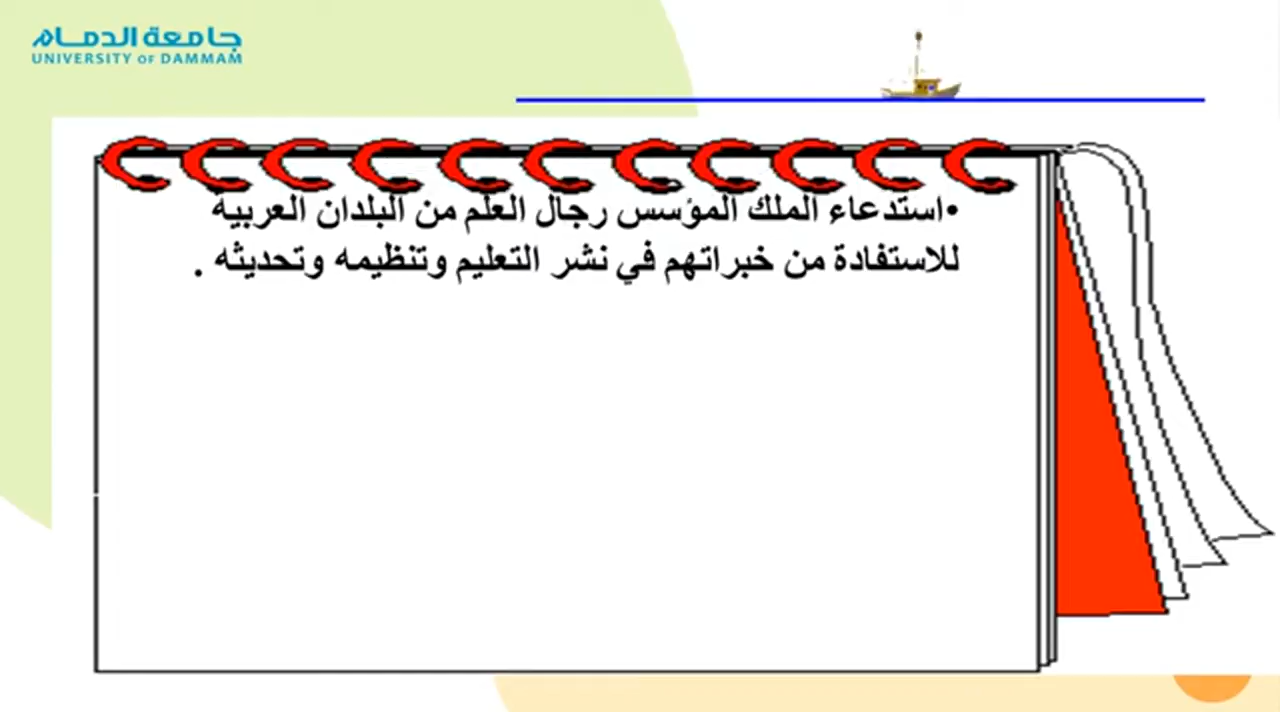 جامعة الدمام
UNIVERSITY OF DAMMAM
•استدعاء الملك المؤسس رجال العلم من البلدان العربية
للاستفادة من خبراتهم في نشر التعليم وتنظيمه وتحديثه .